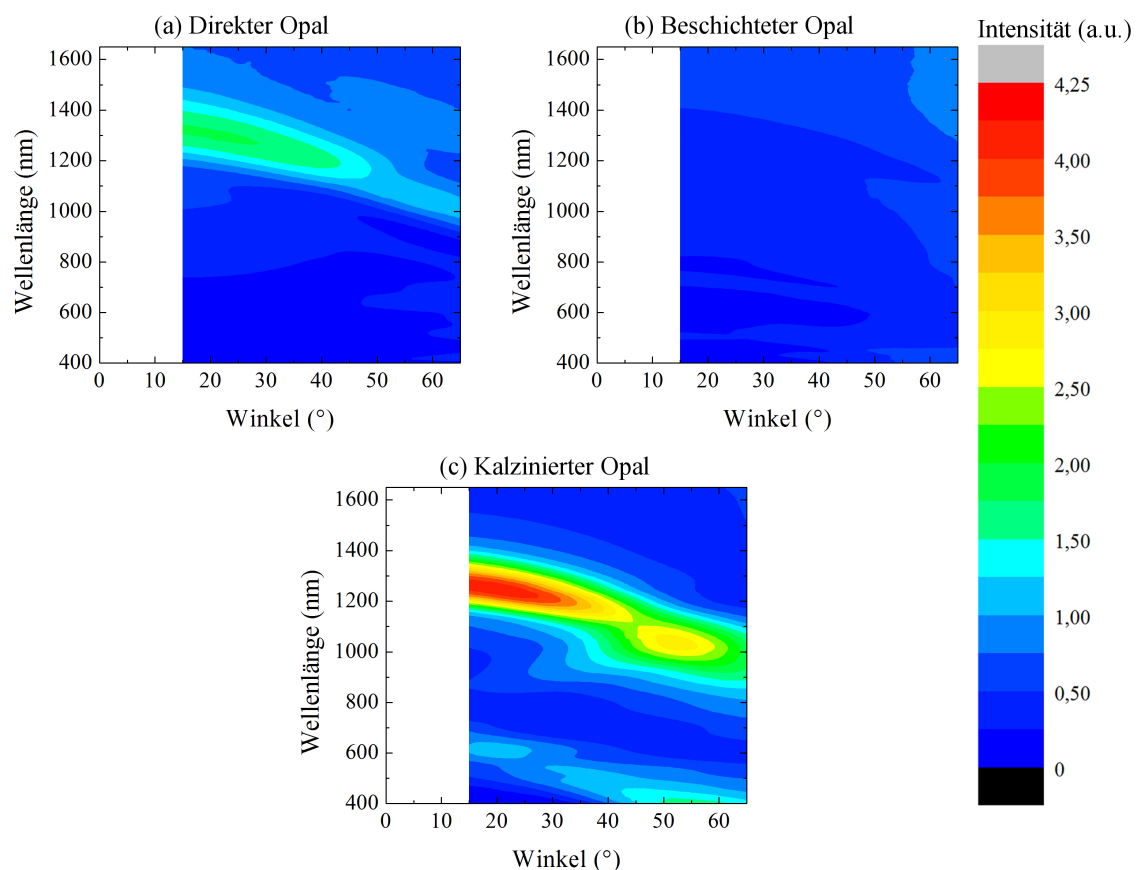 (a) Direkter Opal
(b) Beschichteter Opal
Intensität (a.u.)
1600
1400
1200
1000
800
600
400
Wellenlänge (nm)
0 10 20 30 40 50 60
Winkel (°)
1600
1400
1200
1000
800
600
400
Wellenlänge (nm)
0 10 20 30 40 50 60
Winkel (°)
4,25
4,00
3,50
3,00
2,50
2,00
1,50
1,00
0,50
0
(c) Kalzinierter Opal
1600
1400
1200
1000
800
600
400
Wellenlänge (nm)
0 10 20 30 40 50 60
Winkel (°)